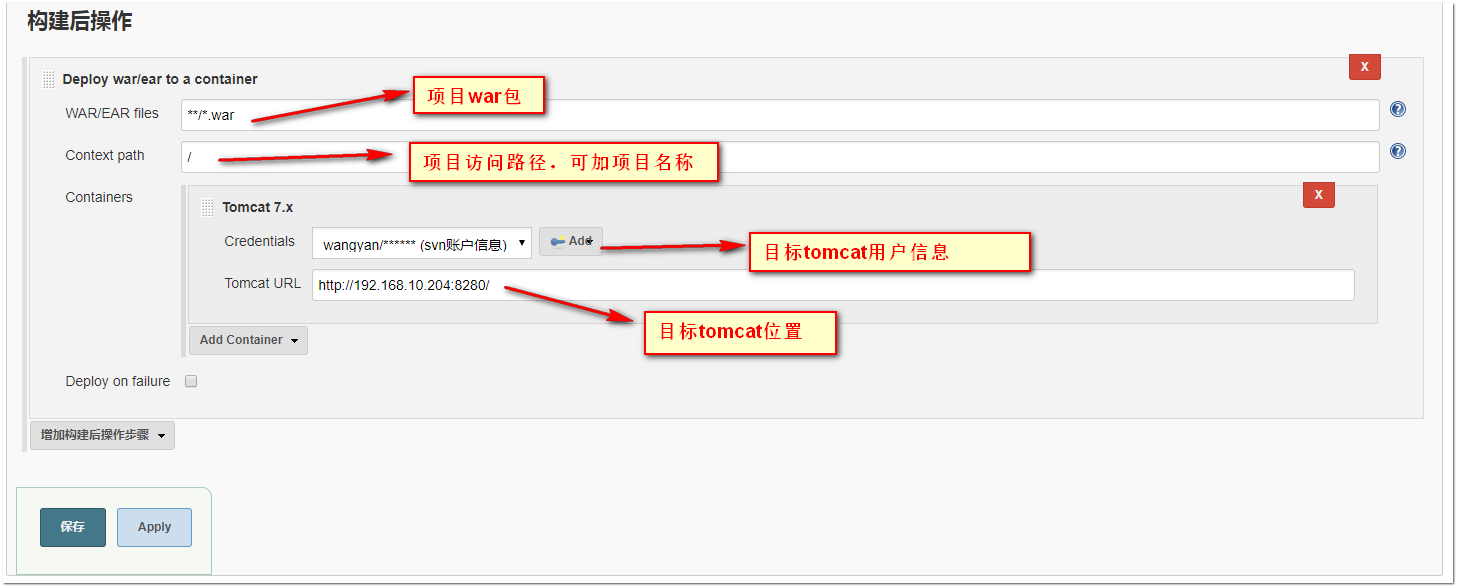 构建后操作
Deploy war/ear to a container
X
WAR/EAR files
**/*.war
项目war包
?
Context path
/
项目访问路径．可加项目名称
?
Containers
Tomcat 7.x
X
Credentials
wangyan/****** (svn账户信息)
Add
目标tomcat用户信息
Tomcat URL
http://192.168.10.204:8280/
目标tomcat位置
Add Container
Deploy on failure
增加构建后操作步骤
保存
Apply